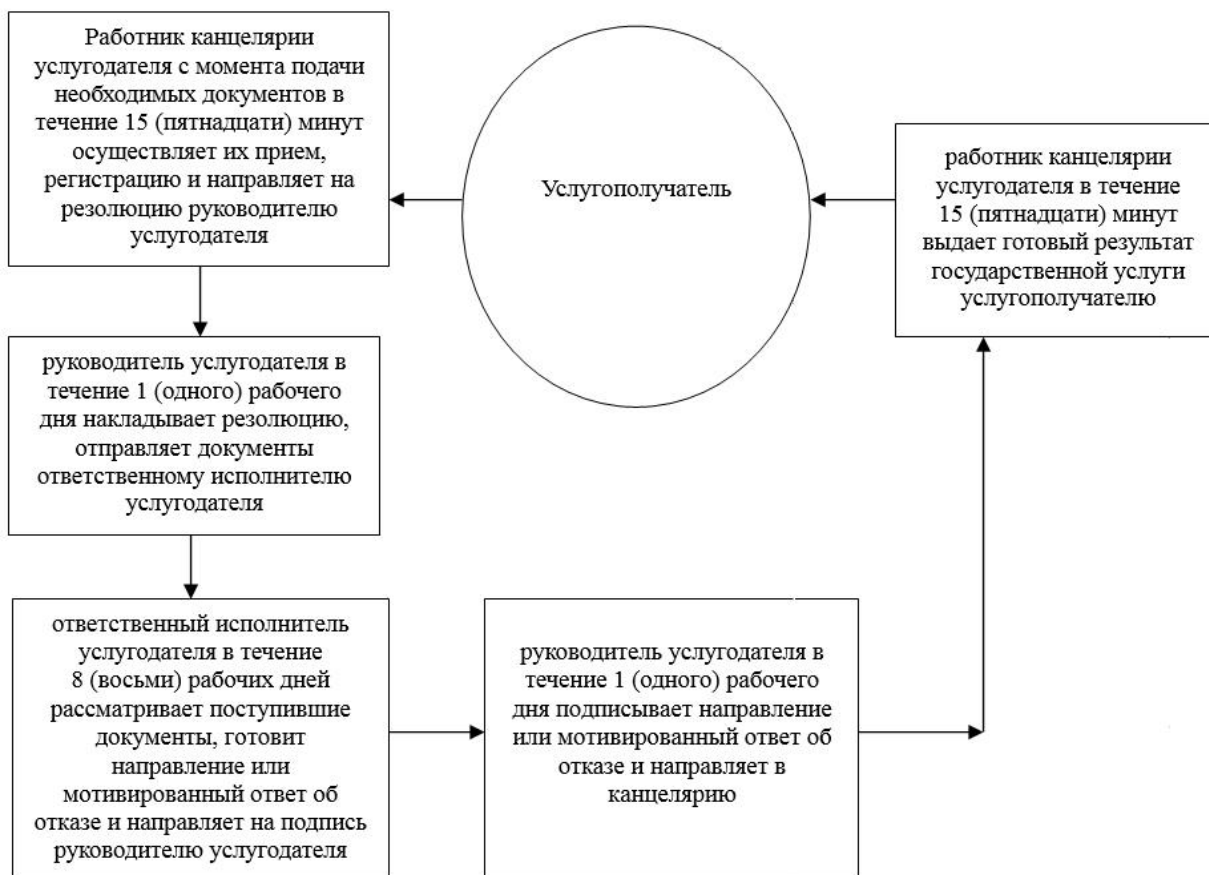 Работник канцелярии
услугодателя с момента подачи
необходимых документов в
течение 15 (пятнадцати) минут
осуществляет их прием,
регистрацию и направляет на
резолюцию руководителю
услугодателя
Услугополучатель
работник канцелярии
услугодателя в течение
15 (пятнадцати) минут
выдает готовый результат
государственной услуги
услугополучателю
руководитель услугодателя в
течение 1 (одного) рабочего
дня накладывает резолюцию,
отправляет документы
ответственному исполнителю
услугодателя
ответственный исполнитель
услугодателя в течение
8 (восьми) рабочих дней
рассматривает поступившие
документы, готовит
направление или
мотивированный ответ об
отказе и направляет на подпись
руководителю услугодателя
руководитель услугодателя в
течение 1 (одного) рабочего
дня подписывает направление
или мотивированный ответ об
отказе и направляет в
канцелярию